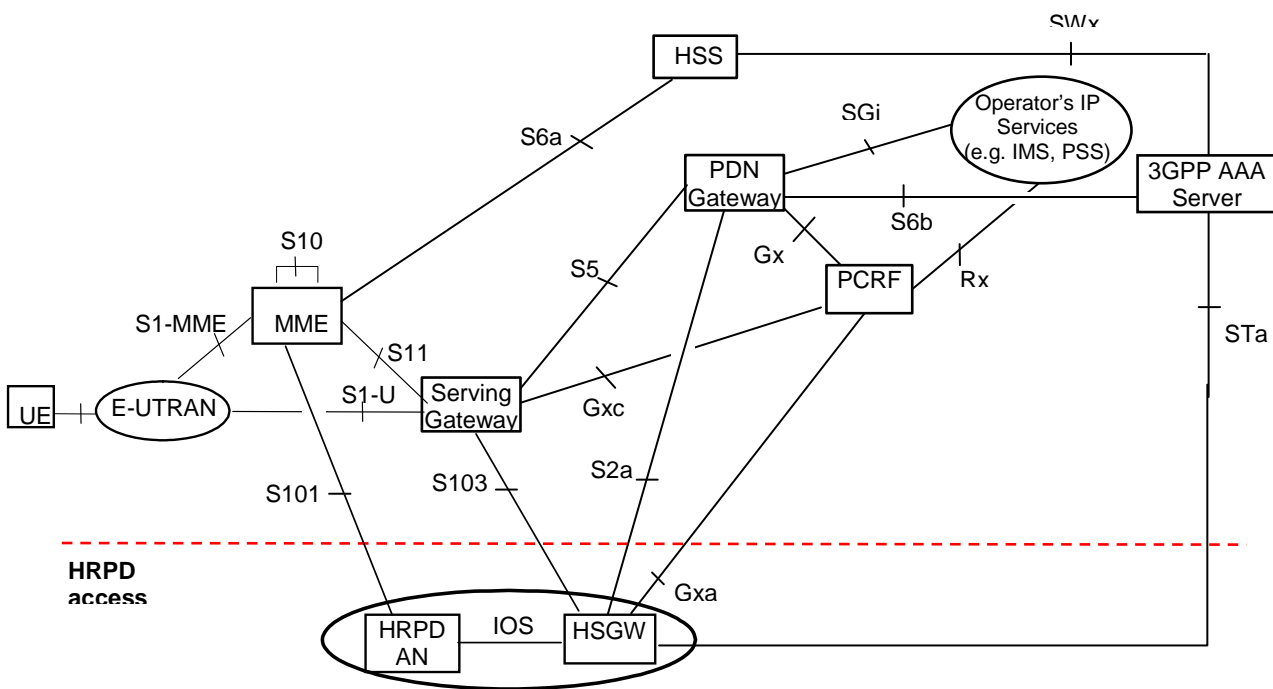 SWx
HSS
Operator's IP
Services
(e.g. IMS, PSS)
SGi
S6a
PDN
Gateway
3GPP AAA
Server
S6b
S10
Gx
S5
PCRF
Rx
S1-MME
MME
STa
S11
S1-U
Serving
Gateway
Gxc
UE
E-UTRAN
S101
S103
S2a
HRPD
access
Gxa
HRPD
AN
IOS
HSGW